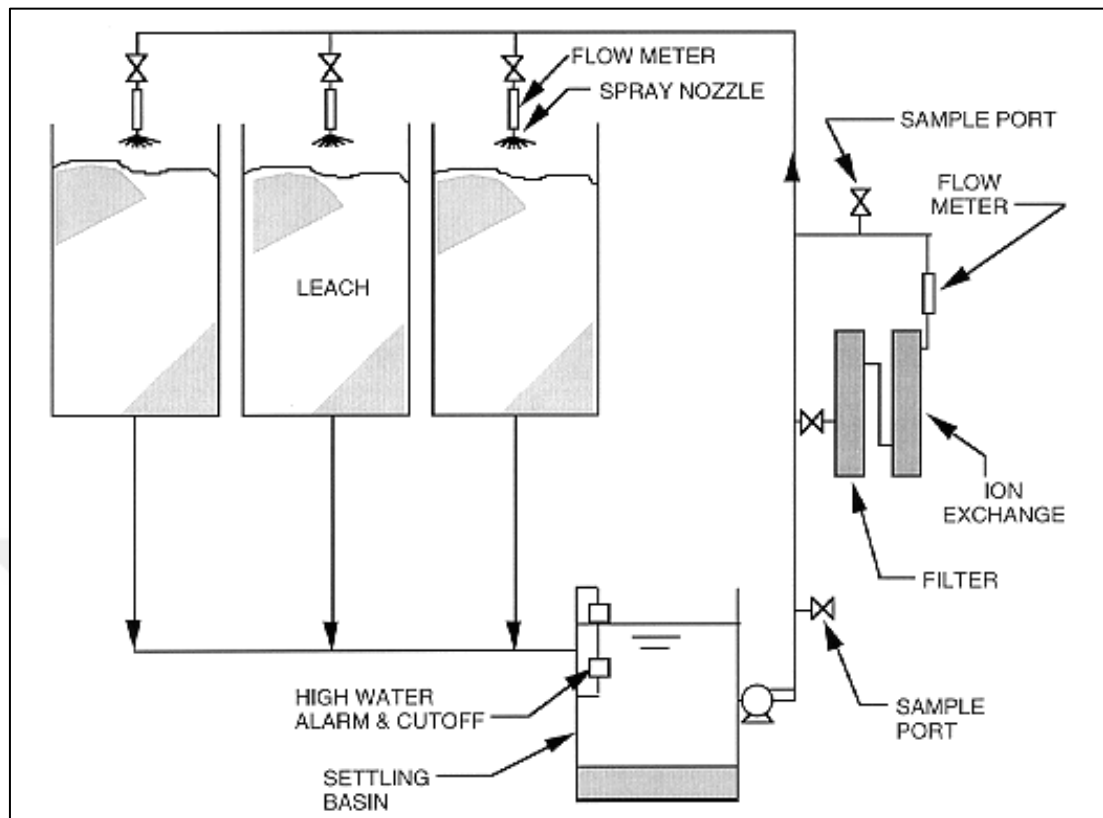 FLOW METER
SPRAY NOZZLE
SAMPLE PORT
FLOW
METER
LEACH
ION
EXCHANGE
FILTER
HIGH WATER
ALARM & CUTOFF
SAMPLE
PORT
SETTLING
BASIN